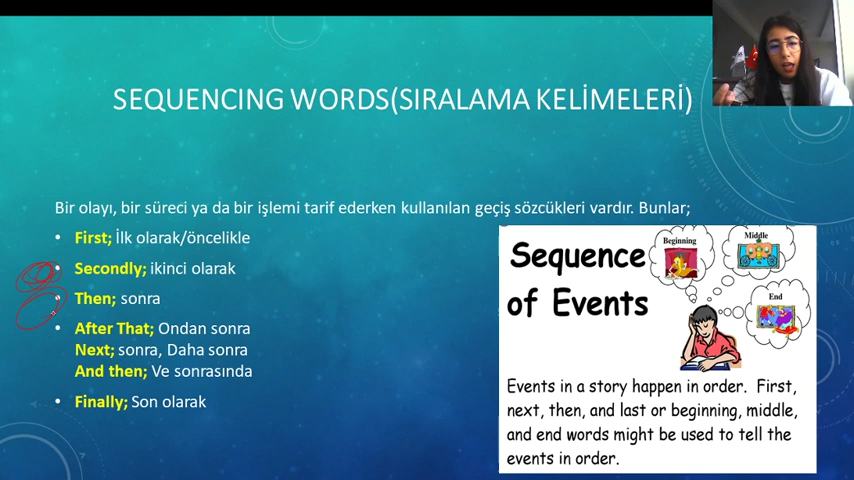 SEQUENCING WORDS(SIRALAMA KELİMELERİ)
Bir olayı, bir süreci ya da bir işlemi tarif ederken kullanılan geçiş sözcükleri vardır. Bunlar;
• First; İlk olarak/öncelikle
• Secondly; ikinci olarak
• Then; sonra
• After That; Ondan sonra
Next; sonra, Daha sonra
And then; Ve sonrasında
• Finally; Son olarak
Sequence
of Events
Beginning
Middle
End
Events in a story happen in order. First,
next, then, and last or beginning, middle,
and end words might be used to tell the
events in order.